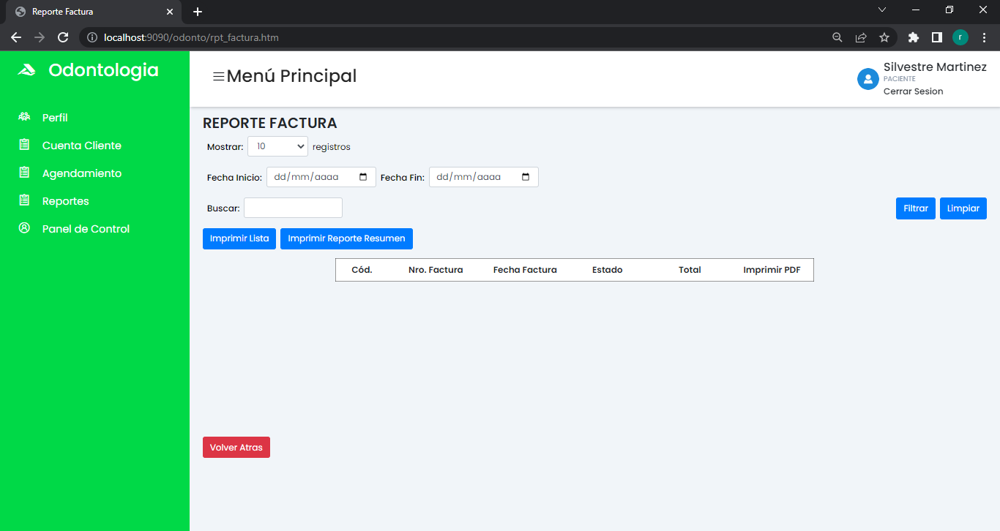 Reporte Factura
localhost:9090/odonto/rpt_factura.htm
r
Odontologia
Perfil
Cuenta Cliente
Agendamiento
Reportes
Panel de Control
Menú Principal
Silvestre Martinez
PACIENTE
Cerrar Sesion
REPORTE FACTURA
Mostrar: 10 registros
Fecha Inicio: dd/mm/aaaa Fecha Fin: dd/mm/aaaa
Buscar: Filtrar Limpiar
Imprimir Lista Imprimir Reporte Resumen
Cód. Nro. Factura Fecha Factura Estado Total Imprimir PDF
Volver Atras